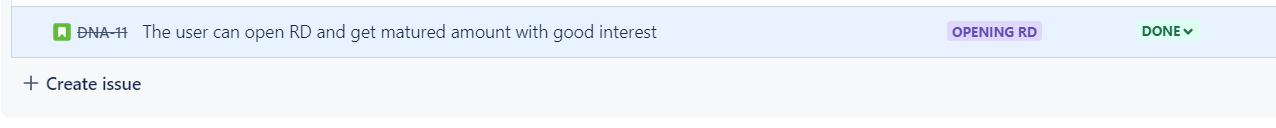 DNA-11 The user can open RD and get matured amount with good interest OPENING RD DONE
+ Create issue